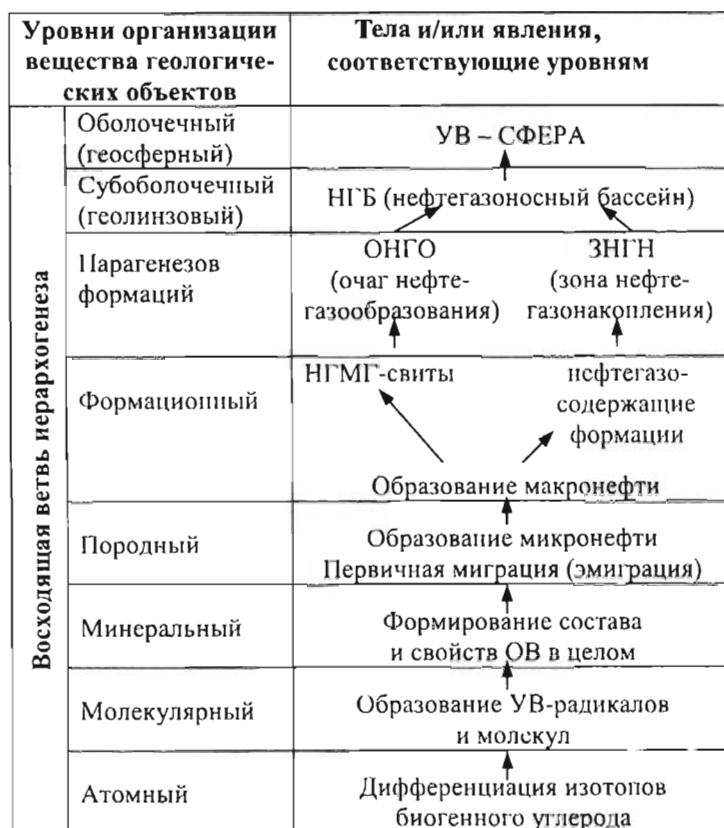 Уровни организации
вещества геологиче-
ских объектов
Тела и/или явления,
соответствующие уровням
Восходящая ветвь иерархогенеза
Оболочечный
(геосферный)
УВ – СФЕРА
Субоболочечный
(геолинзовый)
НГБ (нефтегазоносный бассейн)
Парагенезов
формаций
ОНГО
(очаг нефте-
газообразования)
ЗНГН
(зона нефте-
газонакопления)
Формационный
НГМГ-свиты
нефтегазо-
содержащие
формации
Образование макронефти
Породный
Образование микронефти
Первичная миграция (эмиграция)
Минеральный
Формирование состава
и свойств ОВ в целом
Молекулярный
Образование УВ-радикалов
и молекул
Атомный
Дифференциация изотопов
биогенного углерода